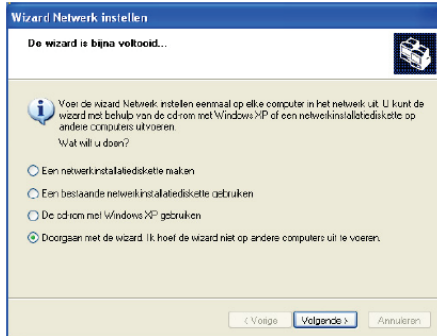 Wizard Netwerk instellen
De wizard is bijna voltooid...
Voer de wizard Netwerk instellen eenmaal op elke computer in het netwerk uit. U kunt de
wizard met behulp van de cd-rom met Windows XP of een netwerkinstallatiediskette op
andere computers uitvoeren.
Wat wilt u doen?
Een netwerkinstallatiediskette maken
Een bestaande netwerkinstallatiediskette gebruiken
De cd-rom met Windows XP gebruiken
Doorgaan met de wizard. Ik hoef de wizard niet op andere computers uit te voeren.
< Vorige Volgende > Annuleren